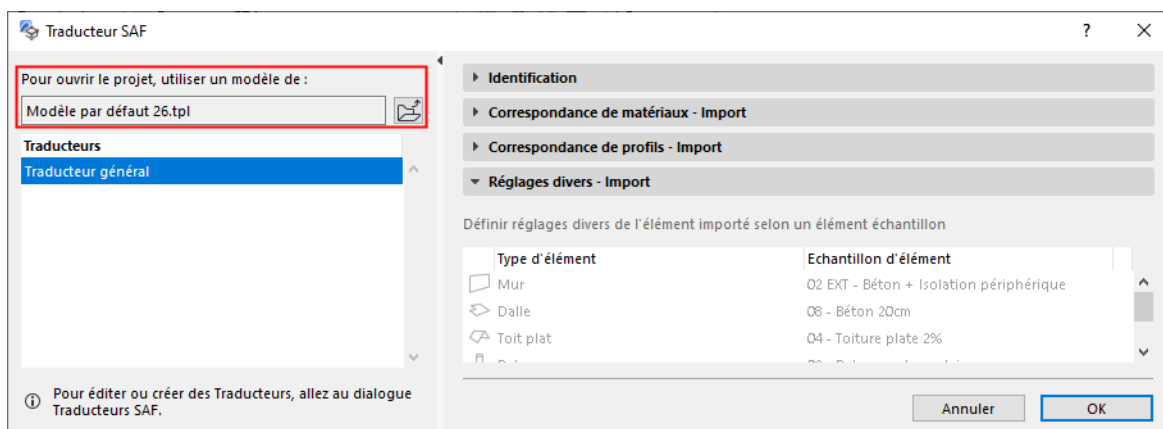 Traducteur SAF
?
Pour ouvrir le projet, utiliser un modèle de :
Modèle par défaut 26.tpl
Traducteurs
Traducteur général
Pour éditer ou créer des Traducteurs, allez au dialogue
Traducteurs SAF.
Identification
Correspondance de matériaux - Import
Correspondance de profils - Import
Réglages divers - Import
Définir réglages divers de l'élément importé selon un élément échantillon
Type d'élément Echantillon d'élément
Mur 02 EXT - Béton + Isolation périphérique
Dalle 08 - Béton 20cm
Toit plat 04 - Toiture plate 2%
Annuler OK